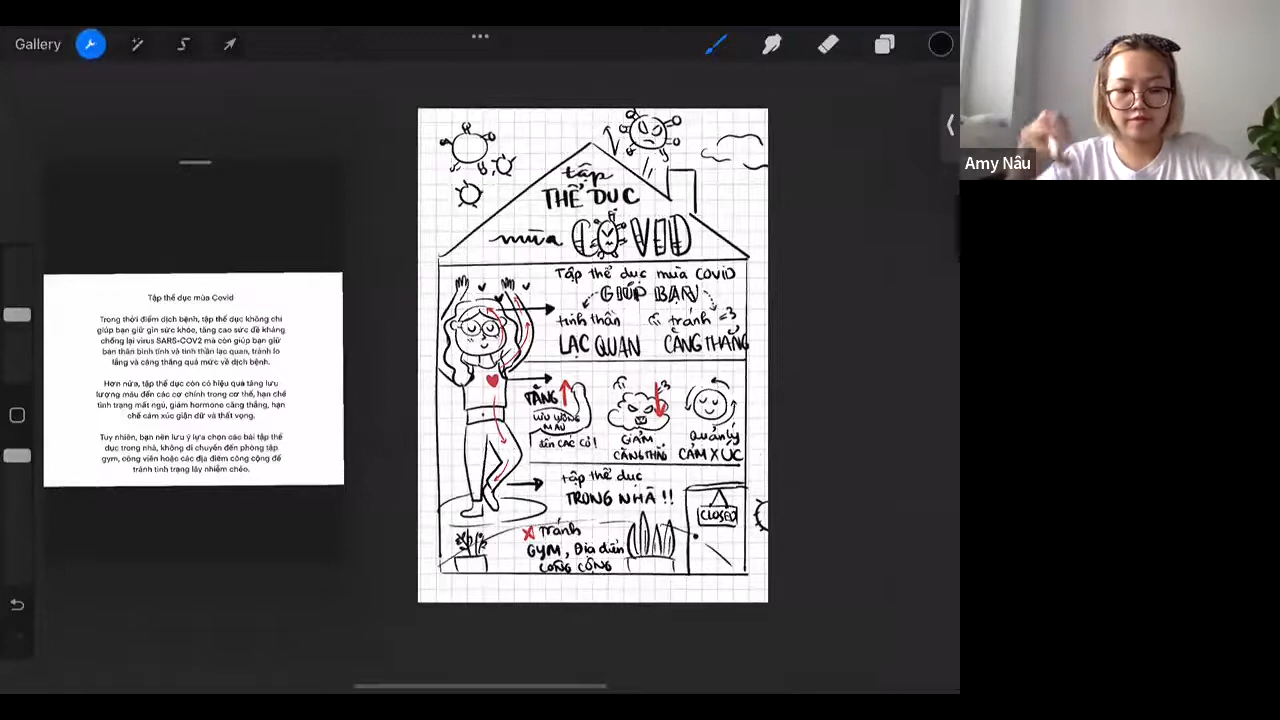 Gallery
Amy Nâu
Tập thể dục mùa Covid
Trong thời điểm dịch bệnh, tập thể dục không chỉ
giúp bạn giữ gìn sức khỏe, tăng cao sức đề kháng
chống lại virus SARS-COV2 mà còn giúp bạn giữ
bản thân bình tĩnh và tinh thần lạc quan, tránh lo
lắng và căng thẳng quá mức về dịch bệnh.
Hơn nữa, tập thể dục còn có hiệu quả tăng lưu
lượng máu đến các cơ chính trong cơ thể, hạn chế
tình trạng mất ngủ, giảm hormone căng thẳng, hạn
chế cảm xúc giận dữ và thất vọng.
Tuy nhiên, bạn nên lưu ý lựa chọn các bài tập thể
dục trong nhà, không di chuyển đến phòng tập
gym, công viên hoặc các địa điểm công cộng để
tránh tình trạng lây nhiễm chéo.
tập
THỂ DỤC
mùa COVID
Tập thể dục mùa COVID
GIÚP BẠN
tinh thần
LẠC QUAN
tránh
CĂNG THẲNG
TĂNG
LƯU LƯỢNG
MÁU
đến các cơ!
GIẢM
CĂNG THẲNG
quản lý
CẢM XÚC
tập thể dục
TRONG NHÀ !!
CLOSED
X Tránh
GYM, Địa điểm
CÔNG CỘNG